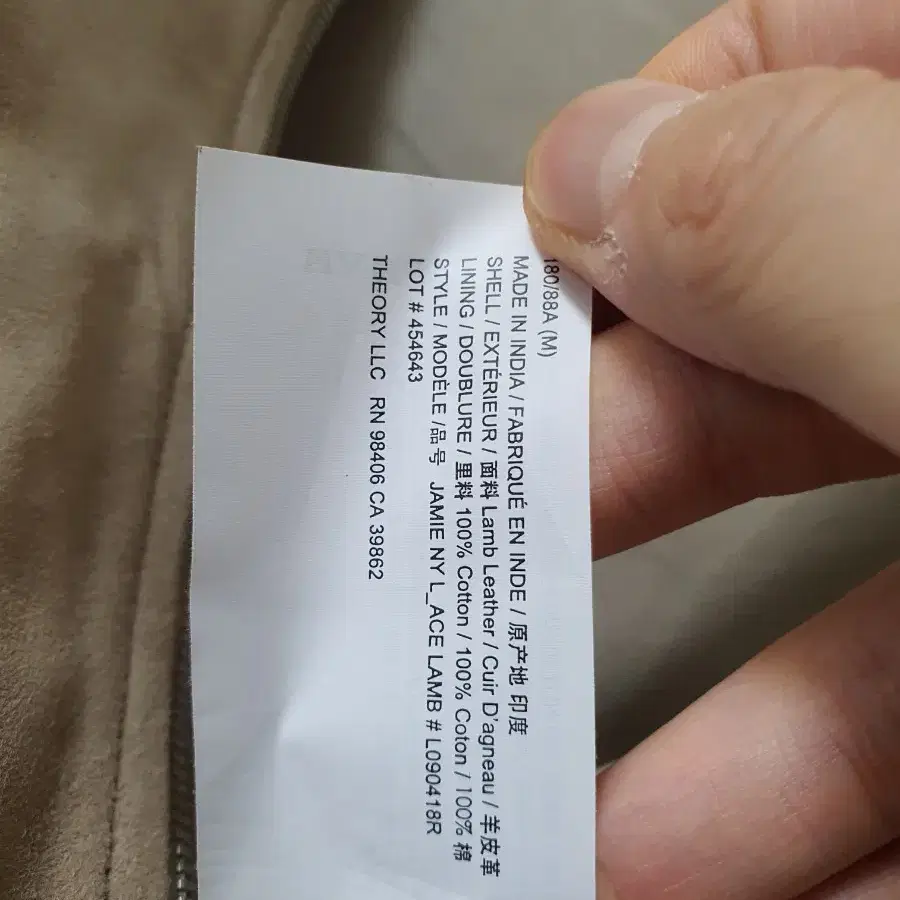 180/88A (M)
MADE IN INDIA / FABRIQUÉ EN INDE / 原产地 印度
SHELL / EXTÉRIEUR / 面料 Lamb Leather / Cuir D'agneau / 羊皮革
LINING / DOUBLURE / 里料 100% Cotton / 100% Coton / 100% 棉
STYLE / MODÈLE /品号 JAMIE NY L_ACE LAMB # L090418R
LOT # 454643
THEORY LLC RN 98406 CA 39862